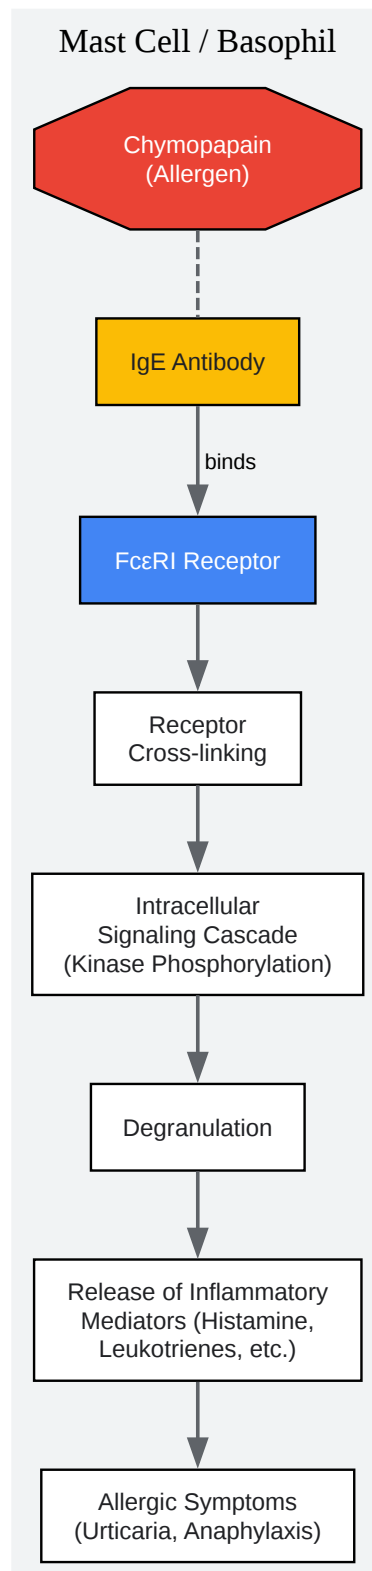 Mast Cell / Basophil
Chymopapain
(Allergen)
IgE Antibody
binds
FcεRI Receptor
Receptor
Cross-linking
Intracellular
Signaling Cascade
(Kinase Phosphorylation)
Degranulation
Release of Inflammatory
Mediators (Histamine,
Leukotrienes, etc.)
Allergic Symptoms
(Urticaria, Anaphylaxis)